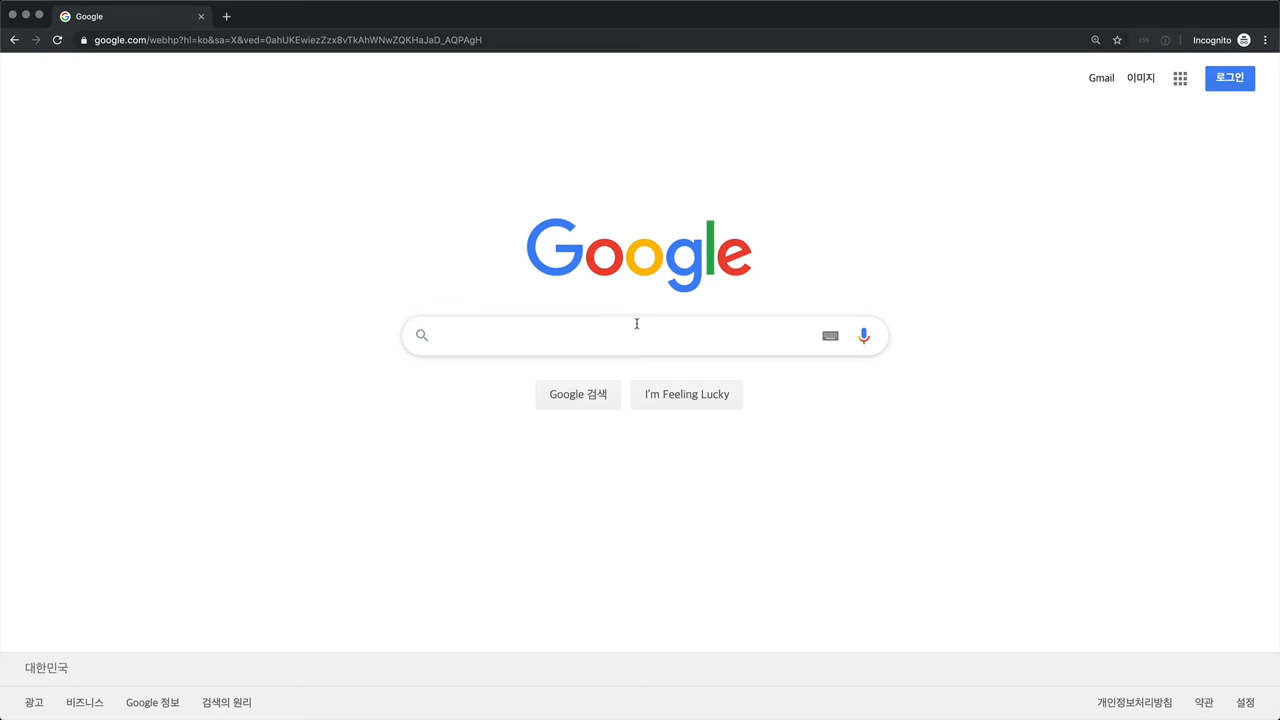 Google
google.com/webhp?hl=ko&sa=X&ved=0ahUKEwiezZzx8vTkAhWNwZQKHaJaD_AQPAgH
Incognito
Gmail 이미지 로그인
Google
Google 검색 I'm Feeling Lucky
대한민국
광고 비즈니스 Google 정보 검색의 원리 개인정보처리방침 약관 설정